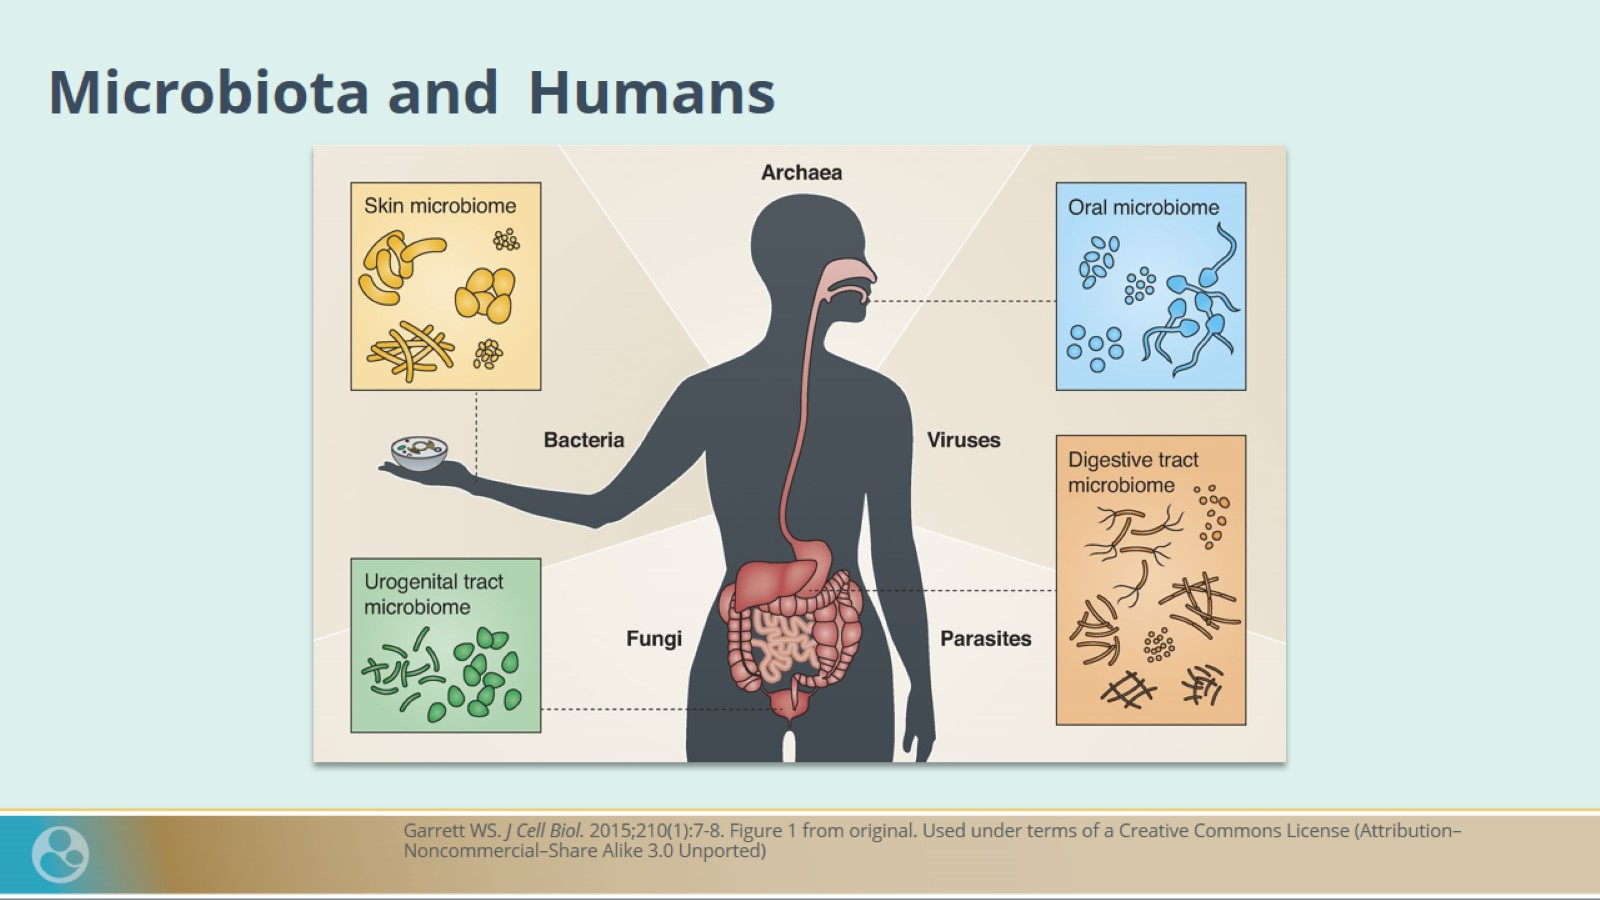 Microbiota and Humans
Archaea
Skin microbiome
Oral microbiome
Bacteria
Viruses
Digestive tract
microbiome
Urogenital tract
microbiome
Fungi
Parasites
Garrett WS. J Cell Biol. 2015;210(1):7-8. Figure 1 from original. Used under terms of a Creative Commons License (Attribution–
Noncommercial–Share Alike 3.0 Unported)